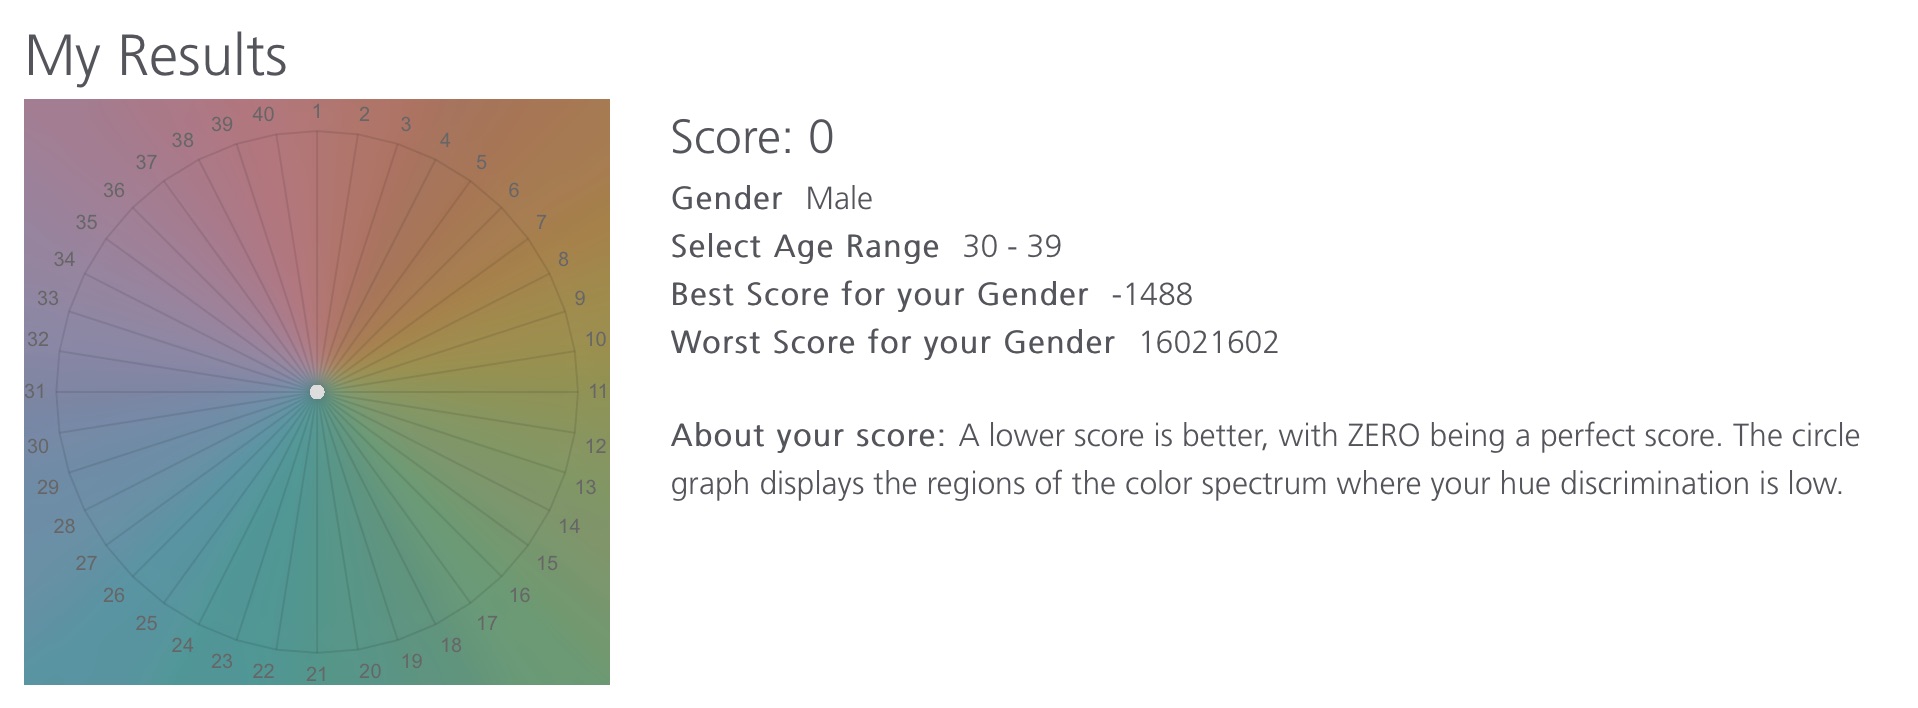 My Results
40 1 2
39 3
38 4
37 5
36 6
35 7
34 8
33 9
32 10
31 11
30 12
29 13
28 14
27 15
26 16
25 17
24 18
23 19
22 21 20
Score: 0
Gender Male
Select Age Range 30 - 39
Best Score for your Gender -1488
Worst Score for your Gender 16021602
About your score: A lower score is better, with ZERO being a perfect score. The circle
graph displays the regions of the color spectrum where your hue discrimination is low.